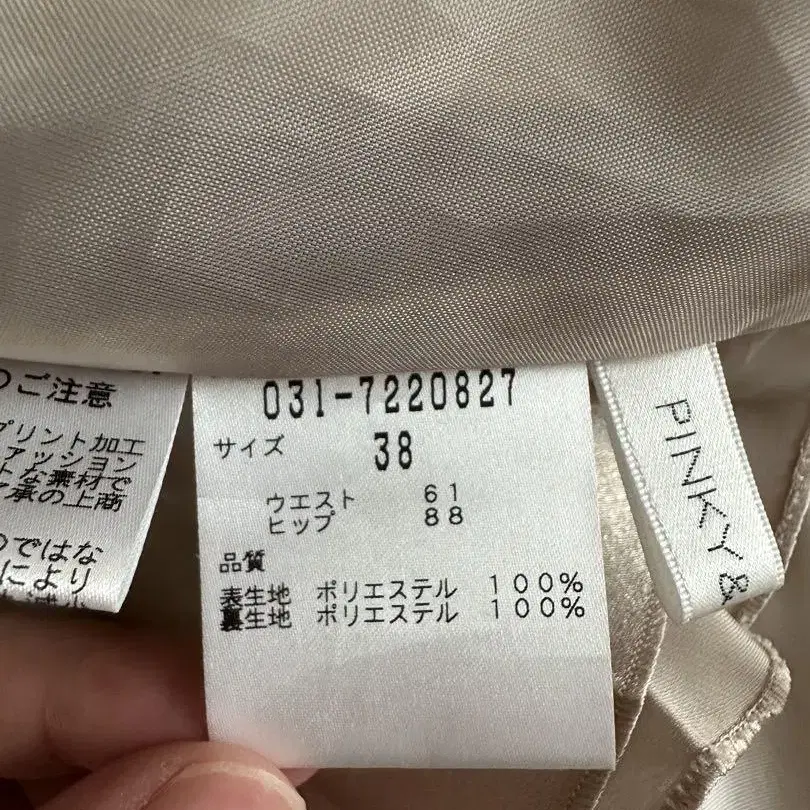 のご注意
プリント加工
ァッション
トな素材で
承の上商
のではな
により
031-7220827
サイズ 38
ウエスト 61
ヒップ 88
品質
表生地 ポリエステル 100%
裏生地 ポリエステル 100%
PINKY &